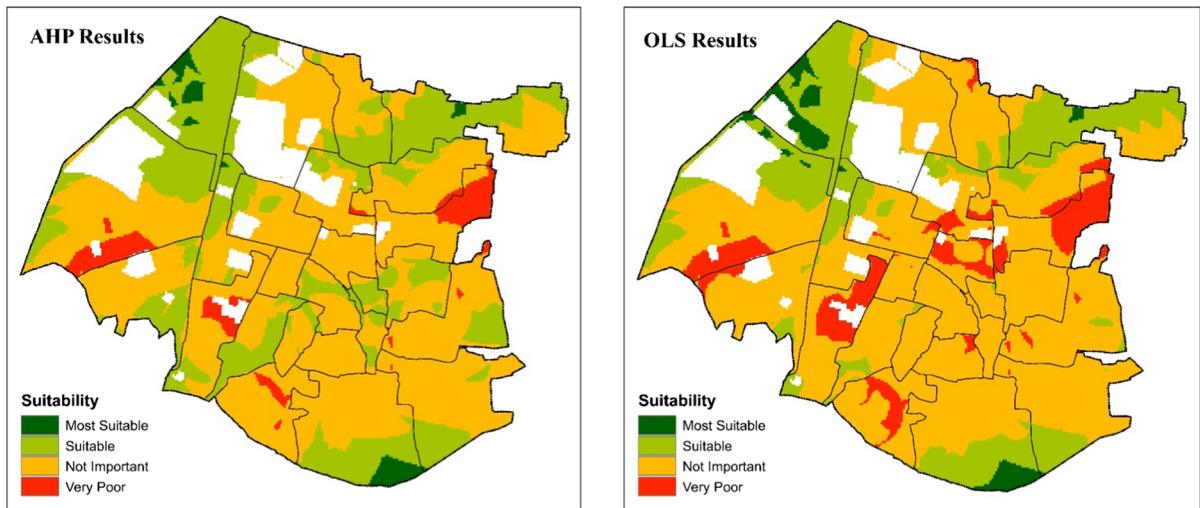 AHP Results
Suitability
Most Suitable
Suitable
Not Important
Very Poor
OLS Results
Suitability
Most Suitable
Suitable
Not Important
Very Poor